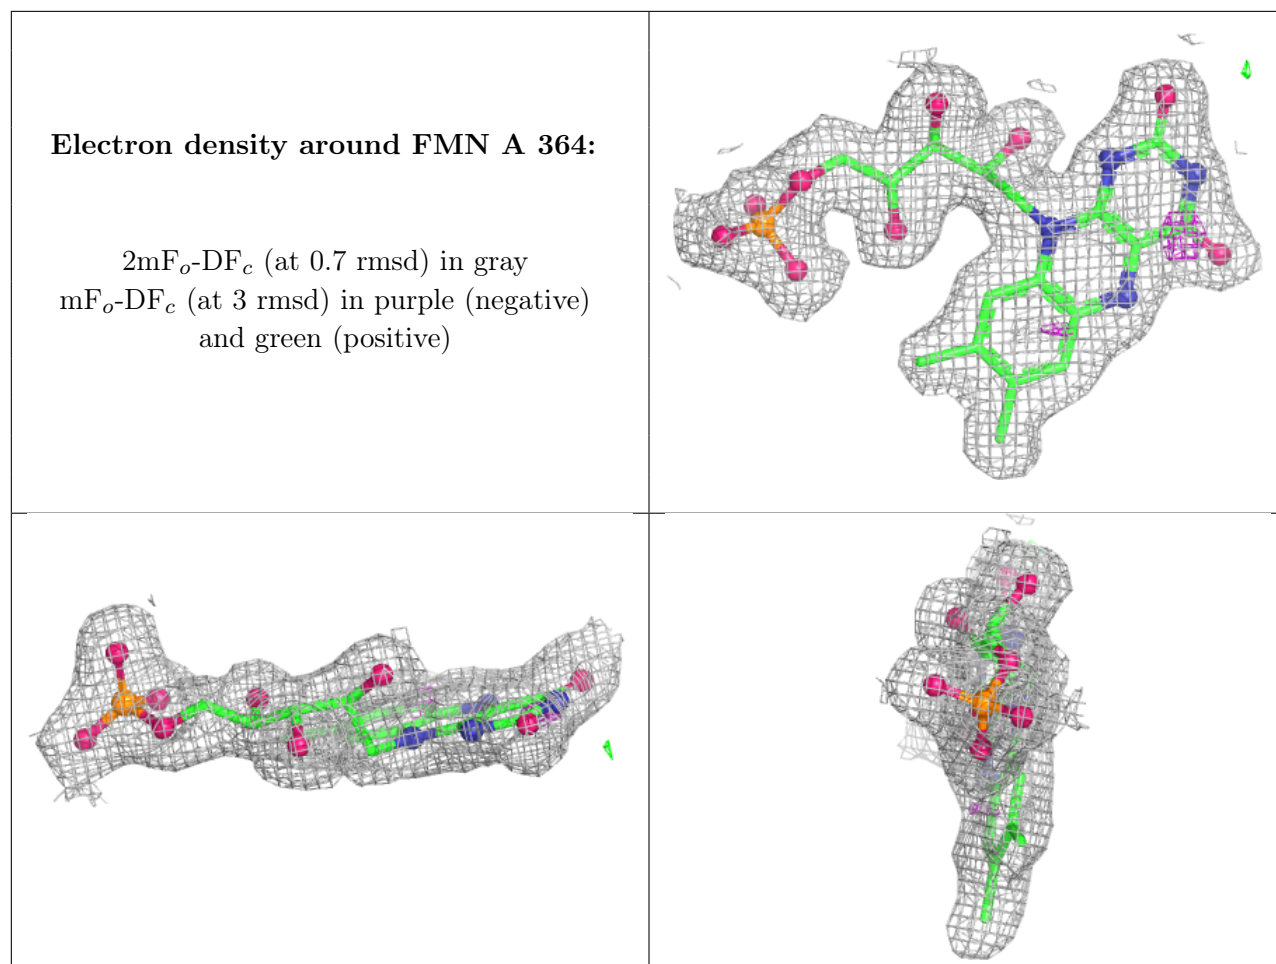 Electron density around FMN A 364:
2mFo-DFc (at 0.7 rmsd) in gray
mFo-DFc (at 3 rmsd) in purple (negative)
and green (positive)